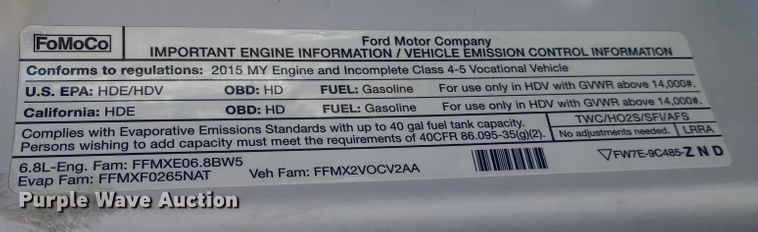 FoMoCo
Ford Motor Company
IMPORTANT ENGINE INFORMATION / VEHICLE EMISSION CONTROL INFORMATION
Conforms to regulations: 2015 MY Engine and Incomplete Class 4-5 Vocational Vehicle
U.S. EPA: HDE/HDV OBD: HD FUEL: Gasoline For use only in HDV with GVWR above 14,000#.
California: HDE OBD: HD FUEL: Gasoline For use only in HDV with GVWR above 14,000#.
Complies with Evaporative Emissions Standards with up to 40 gal fuel tank capacity.
Persons wishing to add capacity must meet the requirements of 40CFR 86.095-35(g)(2).
TWC/HO2S/SFI/AFS
No adjustments needed. LRRA
6.8L-Eng. Fam: FFMXE06.8BW5
Evap Fam: FFMXF0265NAT Veh Fam: FFMX2VOCV2AA
FW7E-9C485-Z N D
Purple Wave Auction